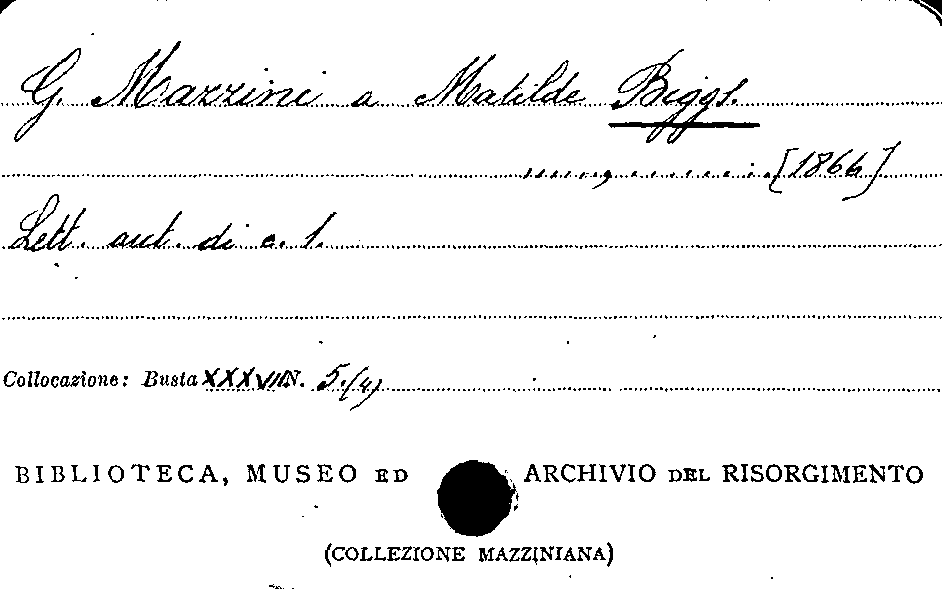 G. Mazzini a Matilde Biggs.
......, ........ [1866]
Lett. aut. di c. 1.
Collocazione: Busta XXXVII N. 5.(4)
BIBLIOTECA, MUSEO ED ARCHIVIO DEL RISORGIMENTO
(COLLEZIONE MAZZINIANA)